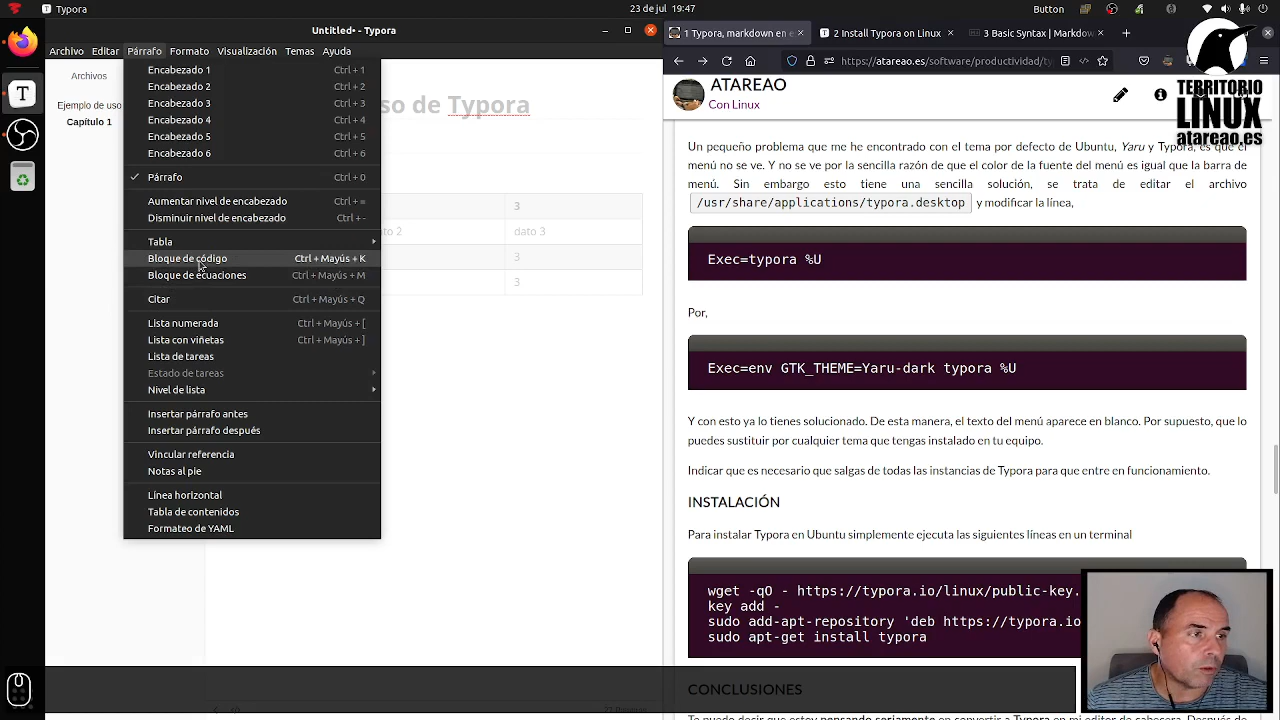 Typora
23 de jul 19:47
Untitled• - Typora
Archivo Editar Párrafo Formato Visualización Temas Ayuda
Archivos
Ejemplo de uso
Capítulo 1
Encabezado 1 Ctrl + 1
Encabezado 2 Ctrl + 2
Encabezado 3 Ctrl + 3
Encabezado 4 Ctrl + 4
Encabezado 5 Ctrl + 5
Encabezado 6 Ctrl + 6
Párrafo Ctrl + 0
Aumentar nivel de encabezado Ctrl + =
Disminuir nivel de encabezado Ctrl + -
Tabla
Bloque de código Ctrl + Mayús + K
Bloque de ecuaciones Ctrl + Mayús + M
Citar Ctrl + Mayús + Q
Lista numerada Ctrl + Mayús + [
Lista con viñetas Ctrl + Mayús + ]
Lista de tareas
Estado de tareas
Nivel de lista
Insertar párrafo antes
Insertar párrafo después
Vincular referencia
Notas al pie
Línea horizontal
Tabla de contenidos
Formateo de YAML
so de Typora
3
to 2 dato 3
3
3
1 Typora o Markdown en e
2 Install Typora on Linux
3 Basic Syntax | Markdow
Button
https://atareao.es/software/productividad/ty
ATAREAO
Con Linux
TERRITORIO
LINUX
atareao.es
Un pequeño problema que me he encontrado con el tema por defecto de Ubuntu, Yaru y Typora, es que el
menú no se ve. Y no se ve por la sencilla razón de que el color de la fuente del menú es igual que la barra de
menú. Sin embargo esto tiene una sencilla solución, se trata de editar el archivo
/usr/share/applications/typora.desktop y modificar la línea,
Exec=typora %U
Por,
Exec=env GTK_THEME=Yaru-dark typora %U
Y con esto ya lo tienes solucionado. De esta manera, el texto del menú aparece en blanco. Por supuesto, que lo
puedes sustituir por cualquier tema que tengas instalado en tu equipo.
Indicar que es necesario que salgas de todas las instancias de Typora para que entre en funcionamiento.
INSTALACIÓN
Para instalar Typora en Ubuntu simplemente ejecuta las siguientes líneas en un terminal
wget -qO - https://typora.io/linux/public-key.
key add -
sudo add-apt-repository 'deb https://typora.io
sudo apt-get install typora
CONCLUSIONES